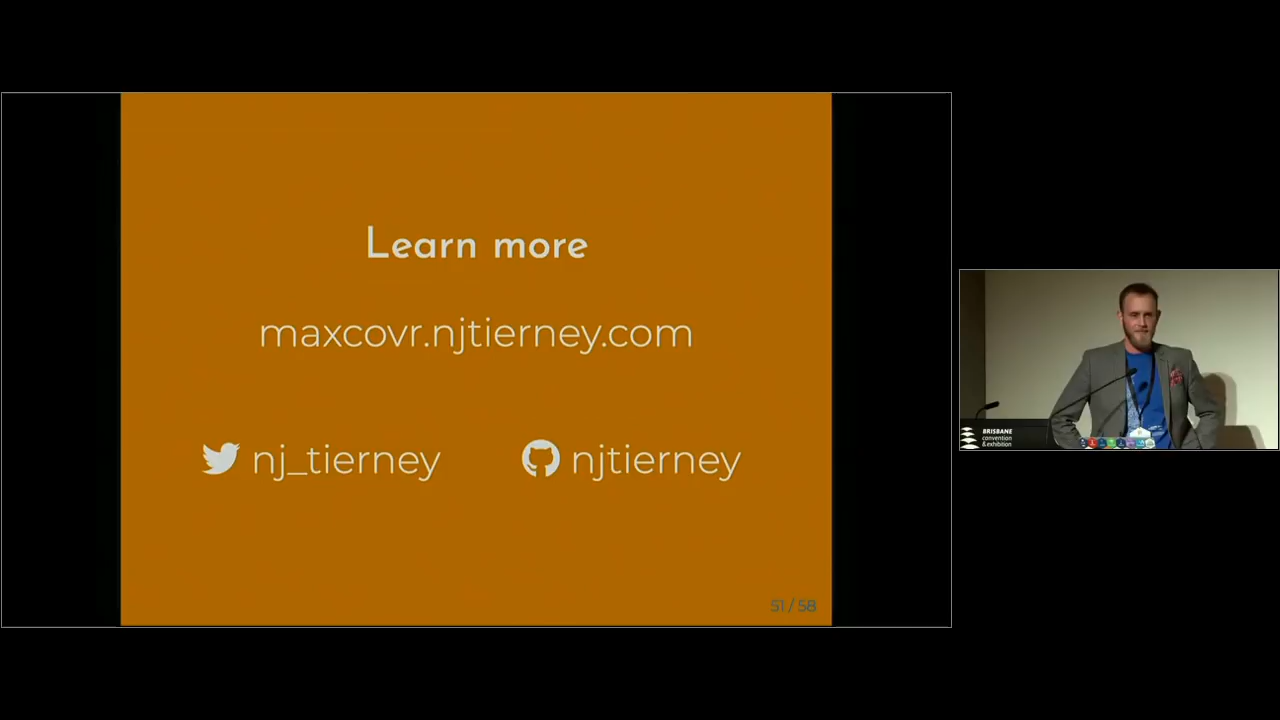 Learn more
maxcovr.njtierney.com
nj_tierney
njtierney
51 / 58
BRISBANE
convention
& exhibition